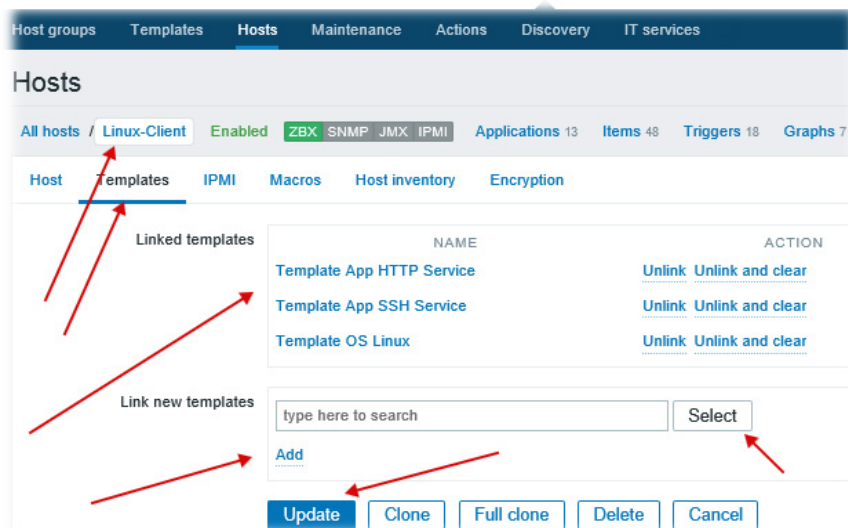 Host groups Templates Hosts Maintenance Actions Discovery IT services
Hosts
All hosts / Linux-Client Enabled ZBX SNMP JMX IPMI Applications 13 Items 48 Triggers 18 Graphs 7
Host Templates IPMI Macros Host inventory Encryption
Linked templates NAME ACTION
Template App HTTP Service Unlink Unlink and clear
Template App SSH Service Unlink Unlink and clear
Template OS Linux Unlink Unlink and clear
Link new templates type here to search Select
Add
Update Clone Full clone Delete Cancel